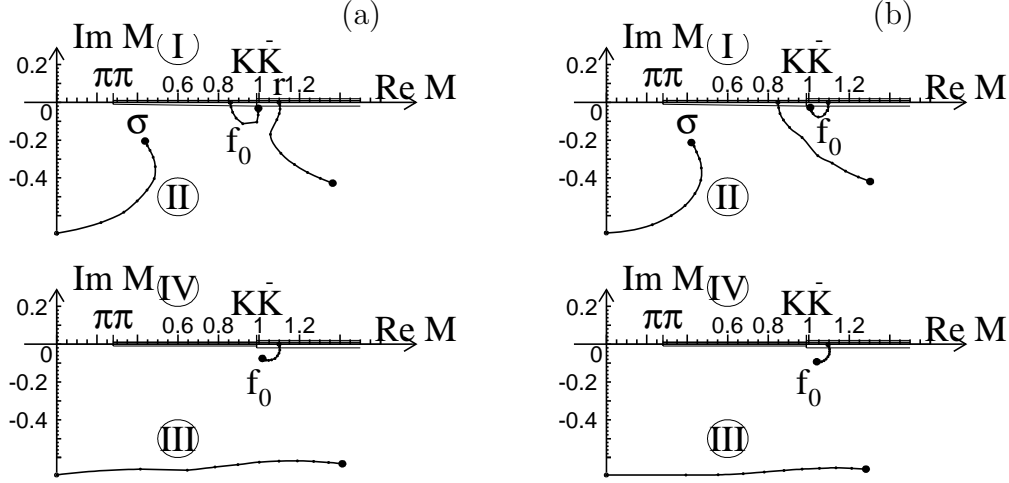 (a)
Im M I
KK̄
r
Re M
ππ
0.2
0.6 0.8 1 1.2
0
-0.2
-0.4
σ
f0
II
(b)
Im M I
KK̄
Re M
ππ
0.2
0.6 0.8 1 1.2
0
-0.2
-0.4
σ
f0
II
Im M IV
KK̄
Re M
ππ
0.2
0.6 0.8 1 1.2
0
-0.2
-0.4
f0
III
Im M IV
KK̄
Re M
ππ
0.2
0.6 0.8 1 1.2
0
-0.2
-0.4
f0
III